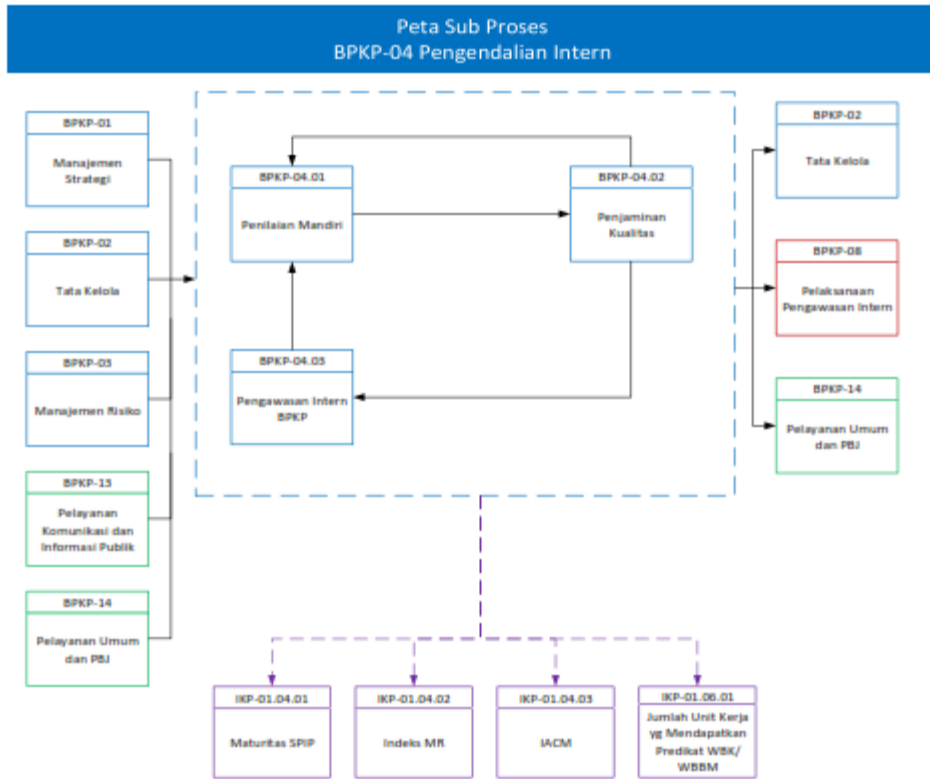 Peta Sub Proses
BPKP-04 Pengendalian Intern
BPKP-01
Manajemen
Strategi
BPKP-02
Tata Kelola
BPKP-03
Manajemen Risiko
BPKP-13
Pelayanan
Komunikasi dan
Informasi Publik
BPKP-14
Pelayanan Umum
dan PBJ
BPKP-04.01
Penilaian Mandiri
BPKP-04.02
Penjaminan
Kualitas
BPKP-04.03
Pengawasan Intern
BPKP
BPKP-02
Tata Kelola
BPKP-08
Pelaksanaan
Pengawasan Intern
BPKP-14
Pelayanan Umum
dan PBJ
IKP-01.04.01
Maturitas SPIP
IKP-01.04.02
Indeks MR
IKP-01.04.03
IACM
IKP-01.06.01
Jumlah Unit Kerja
yg Mendapatkan
Predikat WBK/
WBBM